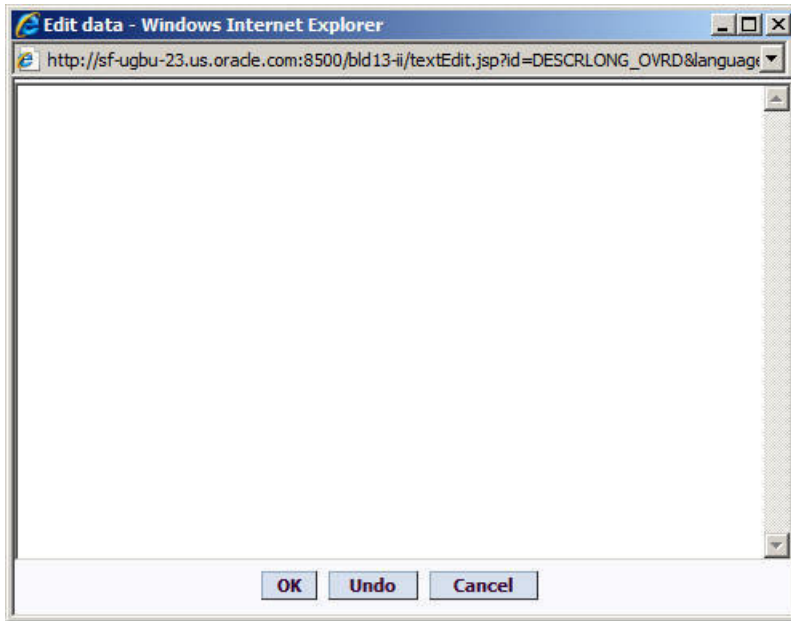 Edit data - Windows Internet Explorer
http://sf-ugbu-23.us.oracle.com:8500/bld13-ii/textEdit.jsp?id=DESCRLONG_OVRD&language
OK Undo Cancel